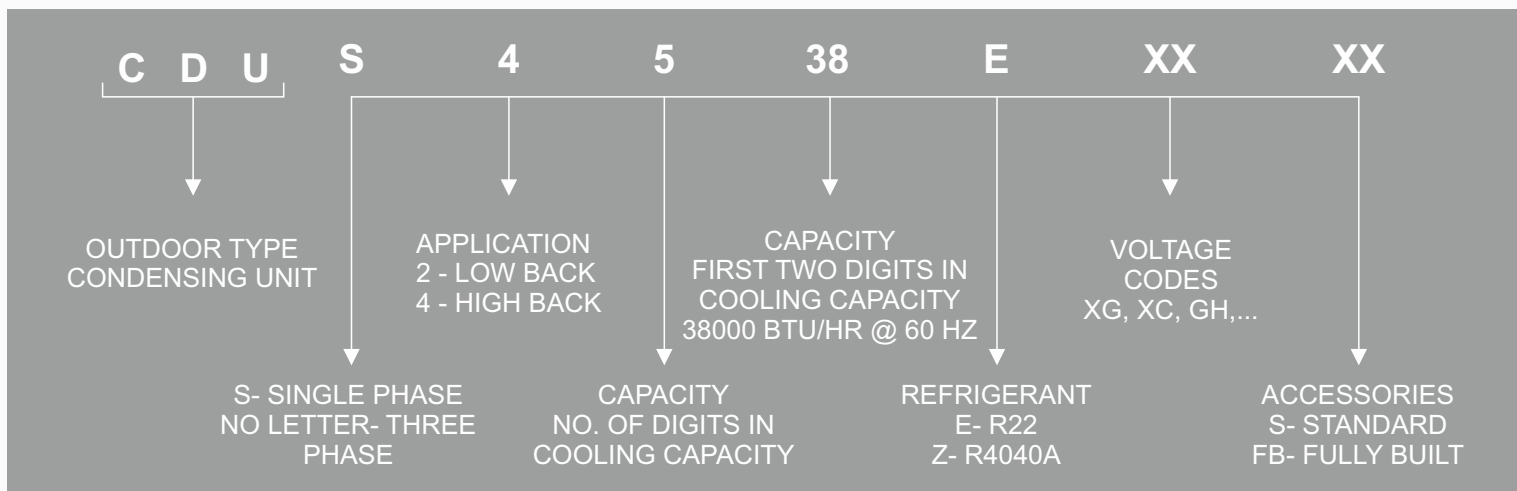 C D U S 4 5 38 E XX XX
OUTDOOR TYPE
CONDENSING UNIT
APPLICATION
2 - LOW BACK
4 - HIGH BACK
CAPACITY
FIRST TWO DIGITS IN
COOLING CAPACITY
38000 BTU/HR @ 60 HZ
VOLTAGE
CODES
XG, XC, GH,...
S- SINGLE PHASE
NO LETTER- THREE
PHASE
CAPACITY
NO. OF DIGITS IN
COOLING CAPACITY
REFRIGERANT
E- R22
Z- R4040A
ACCESSORIES
S- STANDARD
FB- FULLY BUILT